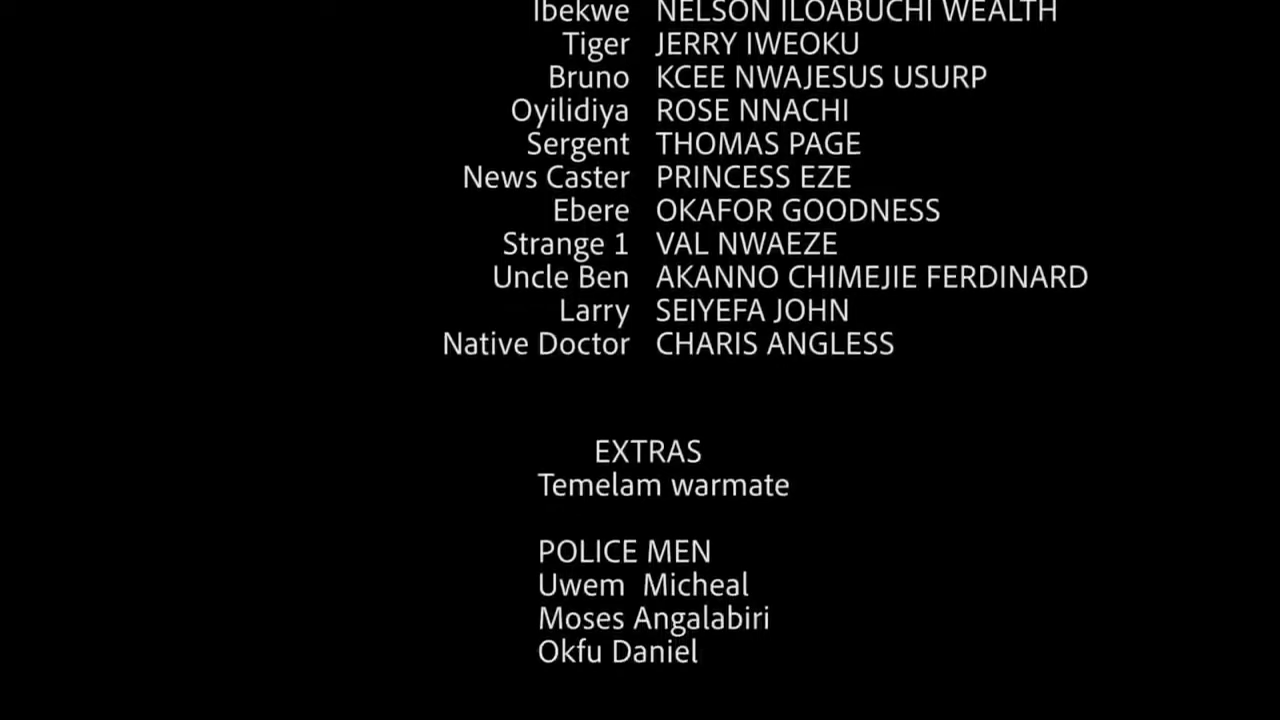 Ibekwe NELSON ILOABUCHI WEALTH
Tiger JERRY IWEOKU
Bruno KCEE NWAJESUS USURP
Oyilidiya ROSE NNACHI
Sergent THOMAS PAGE
News Caster PRINCESS EZE
Ebere OKAFOR GOODNESS
Strange 1 VAL NWAEZE
Uncle Ben AKANNO CHIMEJIE FERDINARD
Larry SEIYEFA JOHN
Native Doctor CHARIS ANGLESS
EXTRAS
Temelam warmate
POLICE MEN
Uwem Micheal
Moses Angalabiri
Okfu Daniel